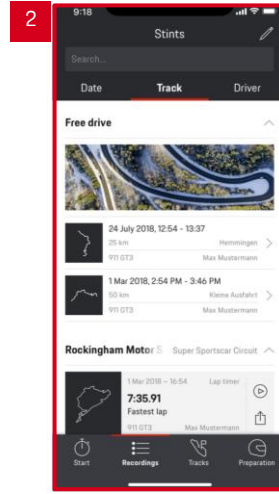 2
9:18
Stints
Search...
Date Track Driver
Free drive
24 July 2018, 12:54 - 13:37
25 km Hemmingen
911 GT3 Max Mustermann
1 Mar 2018, 2:54 PM - 3:46 PM
50 km Kleine Ausfahrt
911 GT3 Max Mustermann
Rockingham Motor S Super Sportscar Circuit
1 Mar 2018 – 16:54 Lap timer
7:35.91
Fastest lap
911 GT3 Max Mustermann
Start Recordings Tracks Preparation